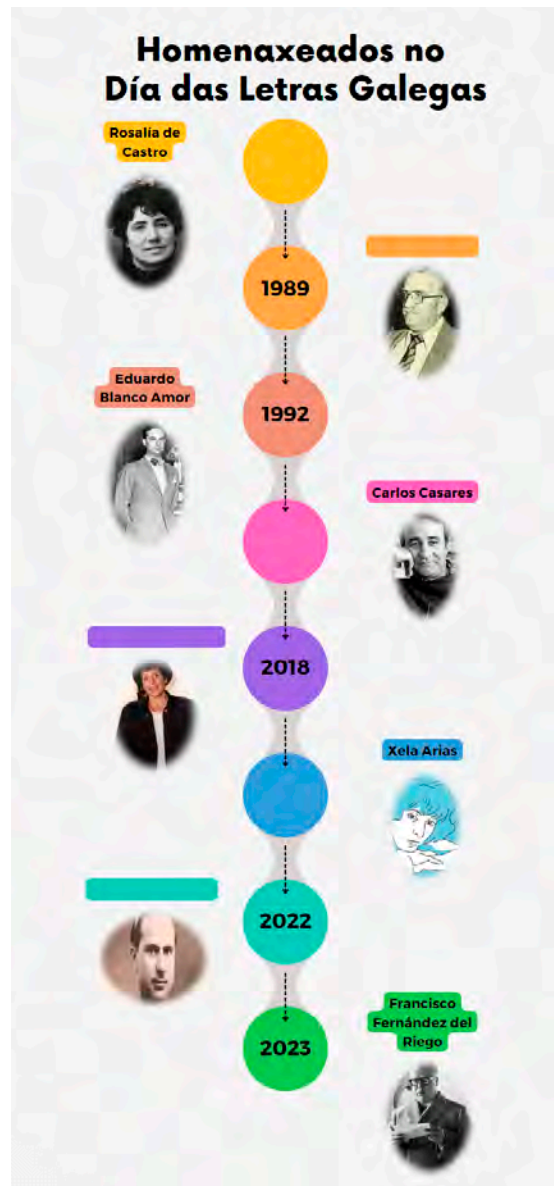 Homenaxeados no
Día das Letras Galegas
Rosalía de
Castro
1989
Eduardo
Blanco Amor
1992
Carlos Casares
2018
Xela Arias
2022
Francisco
Fernández del
Riego
2023